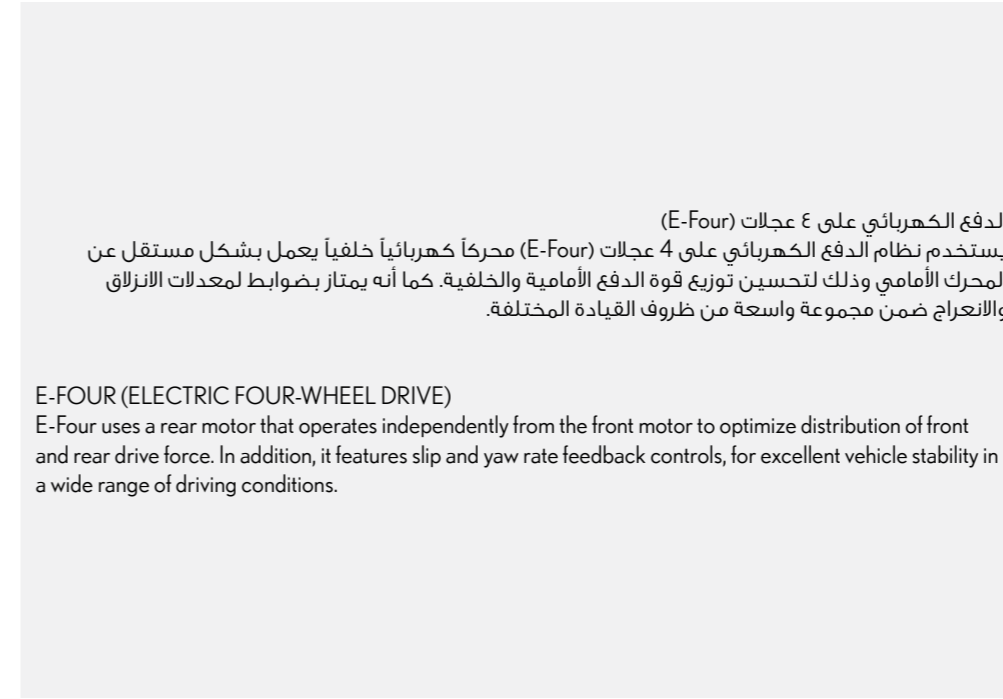 الدفع الكهربائي على ٤ عجلات (E-Four)
يستخدم نظام الدفع الكهربائي على 4 عجلات (E-Four) محركاً كهربائياً خلفياً يعمل بشكل مستقل عن
المحرك الأمامي وذلك لتحسين توزيع قوة الدفع الأمامية والخلفية. كما أنه يمتاز بضوابط لمعدلات الانزلاق
والانعراج ضمن مجموعة واسعة من ظروف القيادة المختلفة.
E-FOUR (ELECTRIC FOUR-WHEEL DRIVE)
E-Four uses a rear motor that operates independently from the front motor to optimize distribution of front
and rear drive force. In addition, it features slip and yaw rate feedback controls, for excellent vehicle stability in
a wide range of driving conditions.